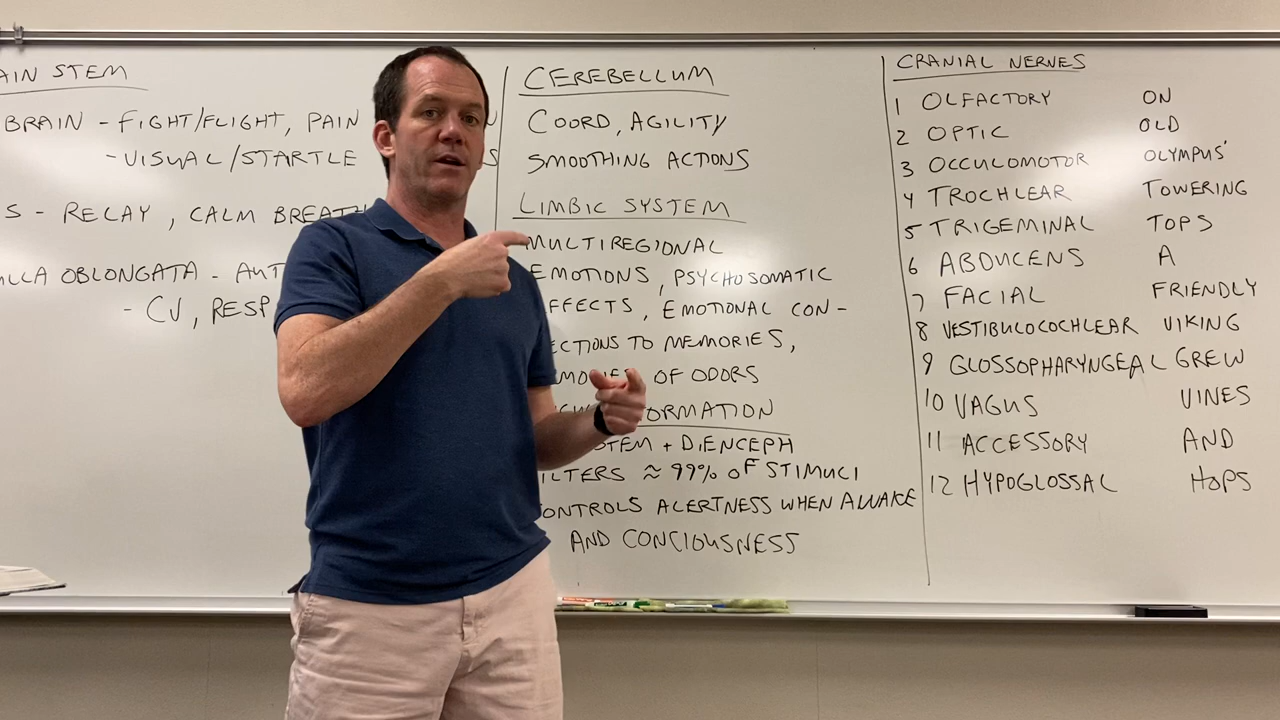 AIN STEM
BRAIN - FIGHT/FLIGHT, PAIN
- VISUAL/STARTLE
S - RELAY, CALM BREATH
LLA OBLONGATA - AUT
- CV, RESP
CEREBELLUM
COORD, AGILITY
SMOOTHING ACTIONS
LIMBIC SYSTEM
MULTIREGIONAL
EMOTIONS, PSYCHOSOMATIC
FFECTS, EMOTIONAL CON-
ECTIONS TO MEMORIES,
MORIES OF ODORS
ORMATION
STEM + DIENCEPH
ILTERS ≈ 99% OF STIMULI
ONTROLS ALERTNESS WHEN AWAKE
AND CONCIOUSNESS
CRANIAL NERVES
1 OLFACTORY ON
2 OPTIC OLD
3 OCCULOMOTOR OLYMPUS'
4 TROCHLEAR TOWERING
5 TRIGEMINAL TOPS
6 ABDUCENS A
7 FACIAL FRIENDLY
8 VESTIBULOCOCHLEAR VIKING
9 GLOSSOPHARYNGEAL GREW
10 VAGUS VINES
11 ACCESSORY AND
12 HYPOGLOSSAL HOPS